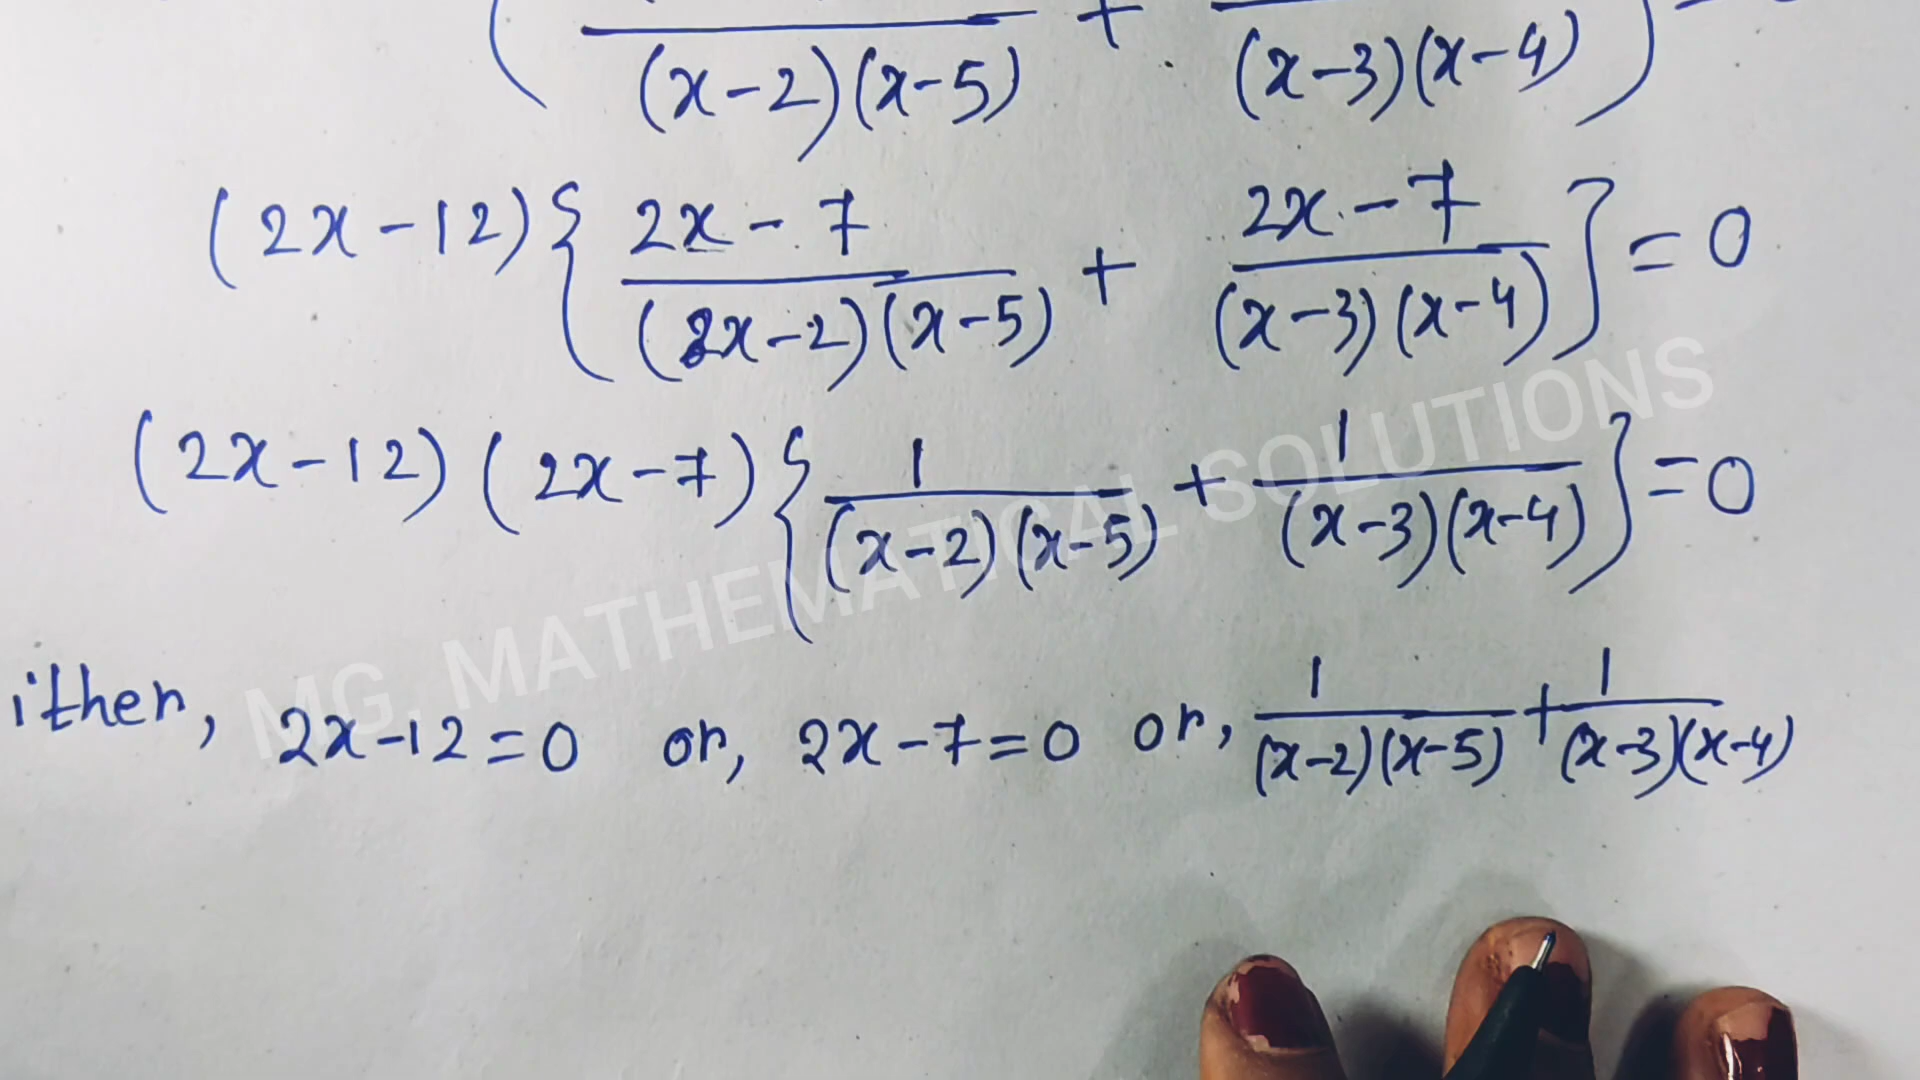 (x-2)(x-5) + (x-3)(x-4)
(2x-12){ 2x-7 / (2x-2)(x-5) + 2x-7 / (x-3)(x-4) } = 0
(2x-12) (2x-7) { 1 / (x-2)(x-5) + 1 / (x-3)(x-4) } = 0
ither, 2x-12=0 or, 2x-7=0 or, 1 / (x-2)(x-5) + 1 / (x-3)(x-4)
MG. MATHEMATICAL SOLUTIONS